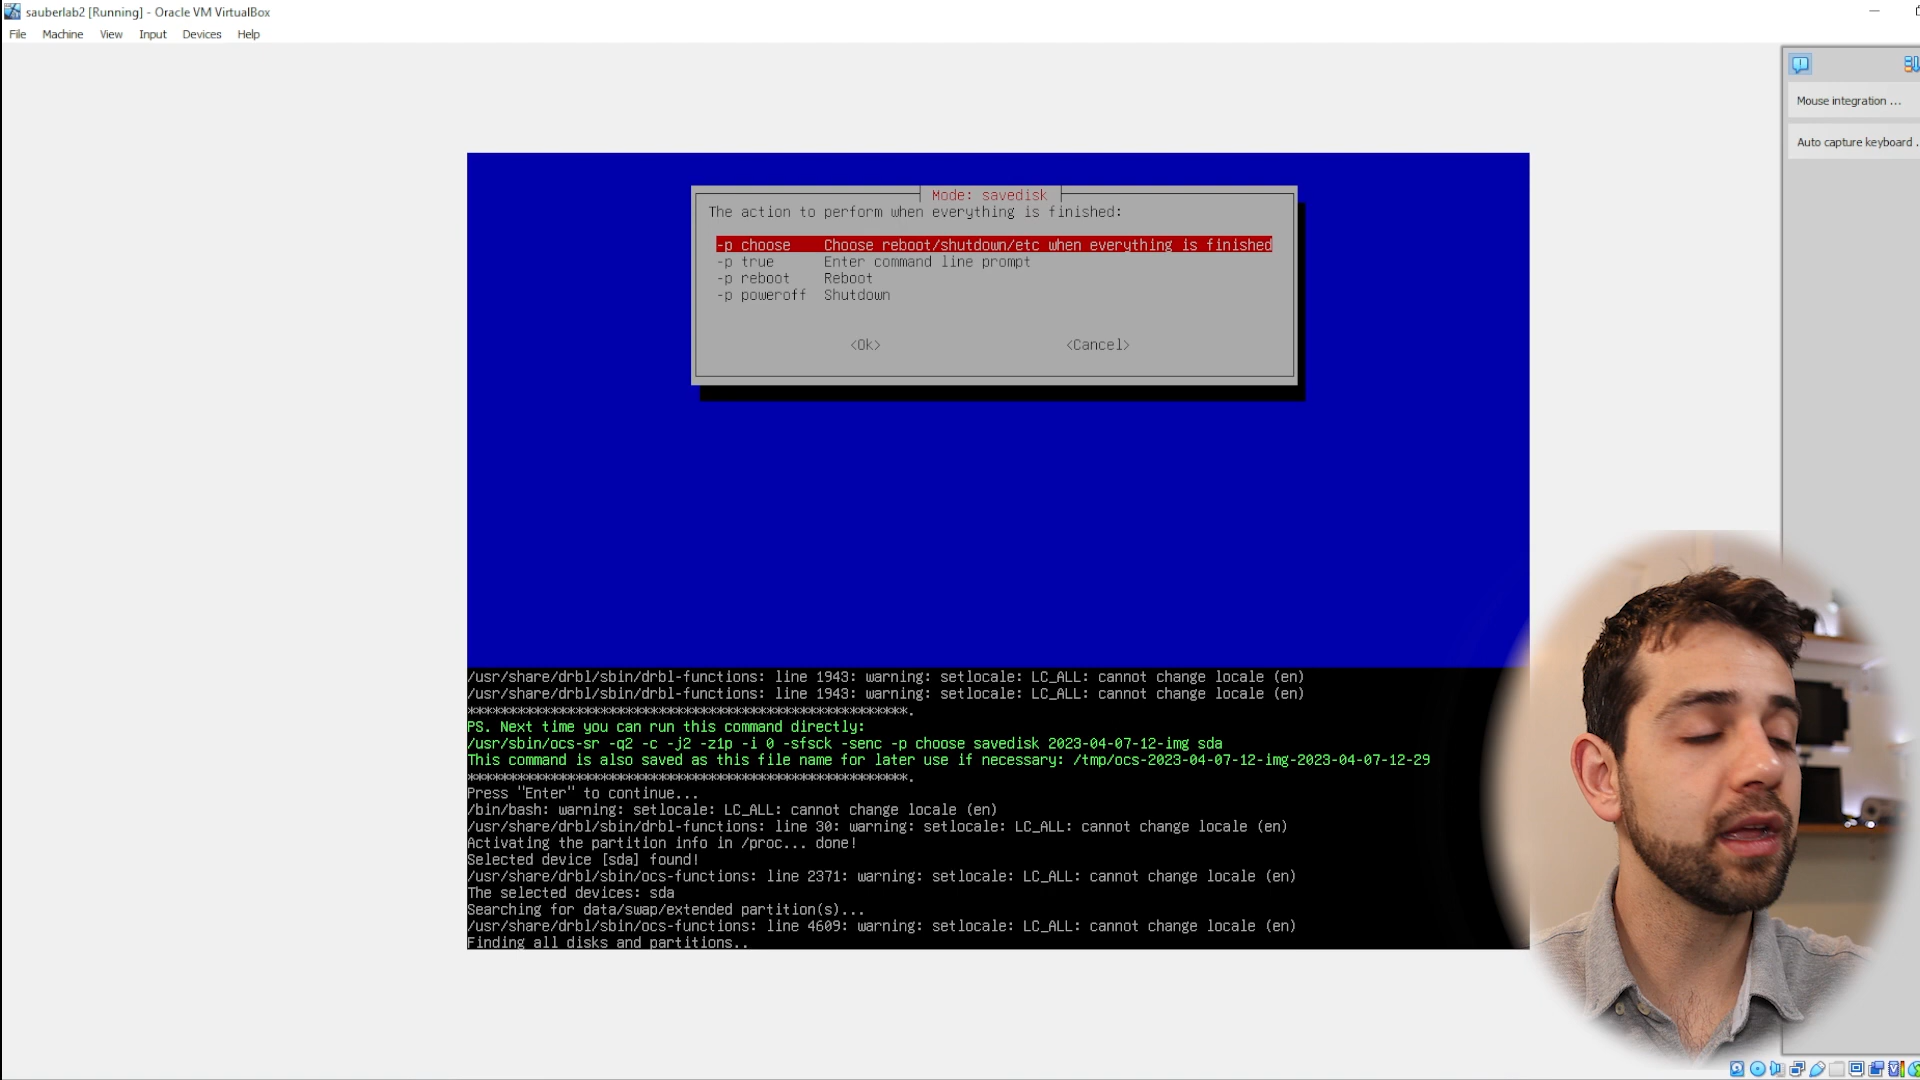 sauberlab2 [Running] - Oracle VM VirtualBox
File Machine View Input Devices Help
Mouse integration ...
Auto capture keyboard .
Mode: savedisk
The action to perform when everything is finished:
-p choose Choose reboot/shutdown/etc when everything is finished
-p true Enter command line prompt
-p reboot Reboot
-p poweroff Shutdown
<Ok> <Cancel>
/usr/share/drbl/sbin/drbl-functions: line 1943: warning: setlocale: LC_ALL: cannot change locale (en)
/usr/share/drbl/sbin/drbl-functions: line 1943: warning: setlocale: LC_ALL: cannot change locale (en)
*****************************************************.
PS. Next time you can run this command directly:
/usr/sbin/ocs-sr -q2 -c -j2 -z1p -i 0 -sfsck -senc -p choose savedisk 2023-04-07-12-img sda
This command is also saved as this file name for later use if necessary: /tmp/ocs-2023-04-07-12-img-2023-04-07-12-29
*****************************************************.
Press "Enter" to continue...
/bin/bash: warning: setlocale: LC_ALL: cannot change locale (en)
/usr/share/drbl/sbin/drbl-functions: line 30: warning: setlocale: LC_ALL: cannot change locale (en)
Activating the partition info in /proc... done!
Selected device [sda] found!
/usr/share/drbl/sbin/ocs-functions: line 2371: warning: setlocale: LC_ALL: cannot change locale (en)
The selected devices: sda
Searching for data/swap/extended partition(s)...
/usr/share/drbl/sbin/ocs-functions: line 4609: warning: setlocale: LC_ALL: cannot change locale (en)
Finding all disks and partitions..